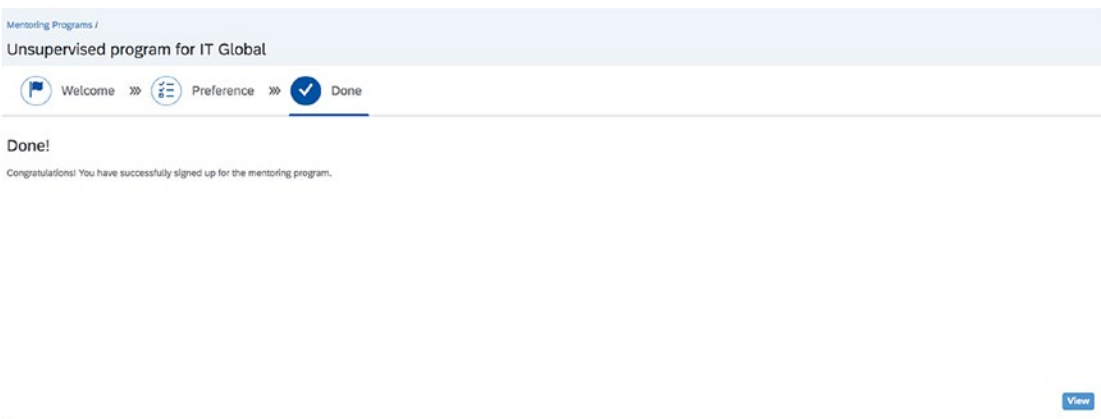 Mentoring Programs /
Unsupervised program for IT Global
Welcome Preference Done
Done!
Congratulations! You have successfully signed up for the mentoring program.
View